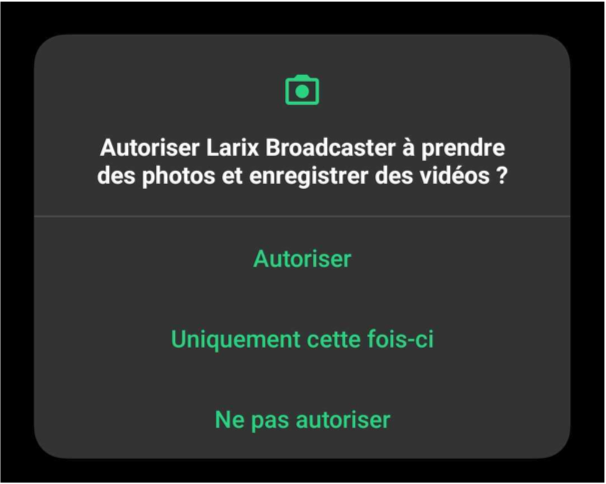 Autoriser Larix Broadcaster à prendre
des photos et enregistrer des vidéos ?
Autoriser
Uniquement cette fois-ci
Ne pas autoriser